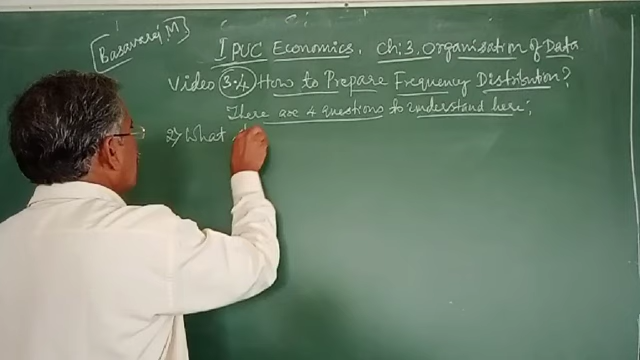 Basavaraj M
I PUC Economics. Ch:3. Organisation of Data
Video 3.4 How to Prepare Frequency Distribution?
There are 4 questions to understand here:
2) What